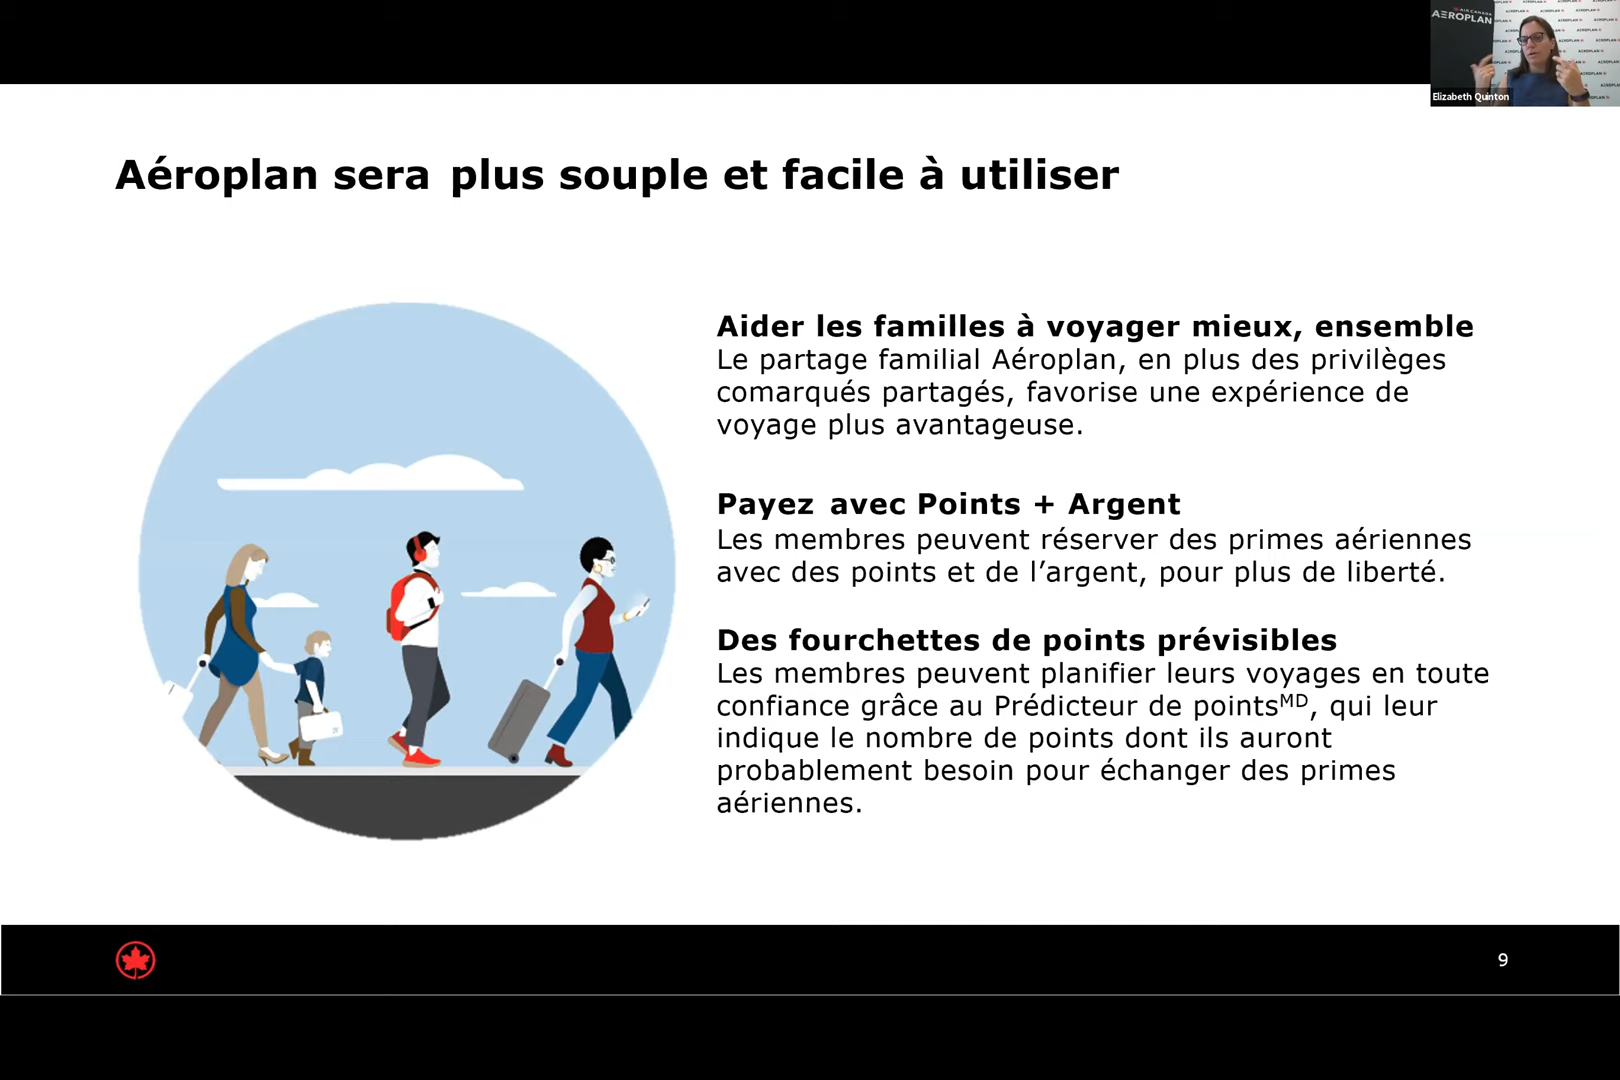 AIR CANADA
AEROPLAN
Elizabeth Quinton
Aéroplan sera plus souple et facile à utiliser
Aider les familles à voyager mieux, ensemble
Le partage familial Aéroplan, en plus des privilèges
comarqués partagés, favorise une expérience de
voyage plus avantageuse.
Payez avec Points + Argent
Les membres peuvent réserver des primes aériennes
avec des points et de l’argent, pour plus de liberté.
Des fourchettes de points prévisibles
Les membres peuvent planifier leurs voyages en toute
confiance grâce au Prédicteur de pointsMD, qui leur
indique le nombre de points dont ils auront
probablement besoin pour échanger des primes
aériennes.
9